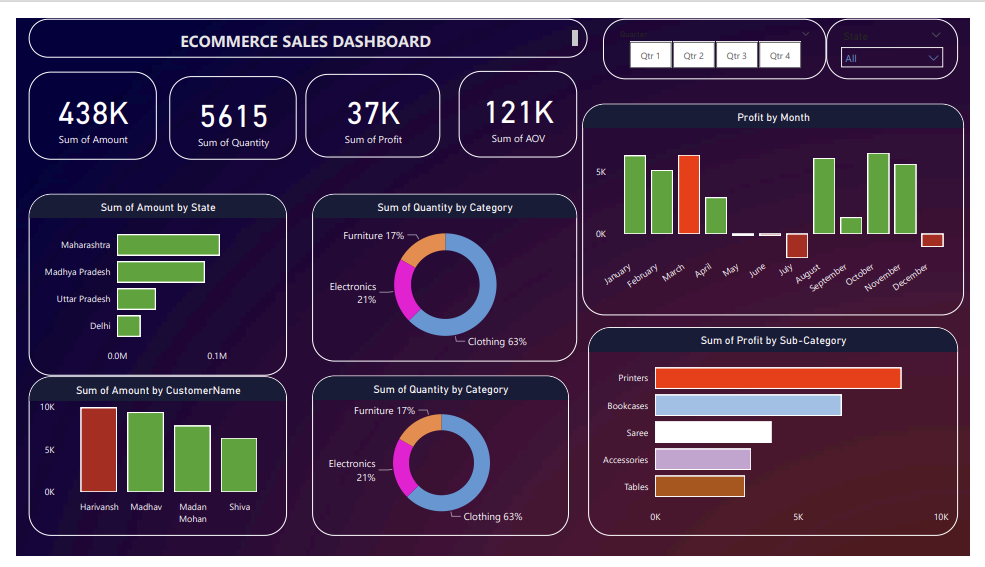 ECOMMERCE SALES DASHBOARD
Quarter
Qtr 1 Qtr 2 Qtr 3 Qtr 4
State
All
438K
Sum of Amount
5615
Sum of Quantity
37K
Sum of Profit
121K
Sum of AOV
Profit by Month
5K
0K
January February March April May June July August September October November December
Sum of Amount by State
Maharashtra
Madhya Pradesh
Uttar Pradesh
Delhi
0.0M 0.1M
Sum of Quantity by Category
Furniture 17%
Electronics
21%
Clothing 63%
Sum of Profit by Sub-Category
Printers
Bookcases
Saree
Accessories
Tables
0K 5K 10K
Sum of Amount by CustomerName
10K
5K
0K
Harivansh Madhav Madan Shiva
Mohan
Sum of Quantity by Category
Furniture 17%
Electronics
21%
Clothing 63%